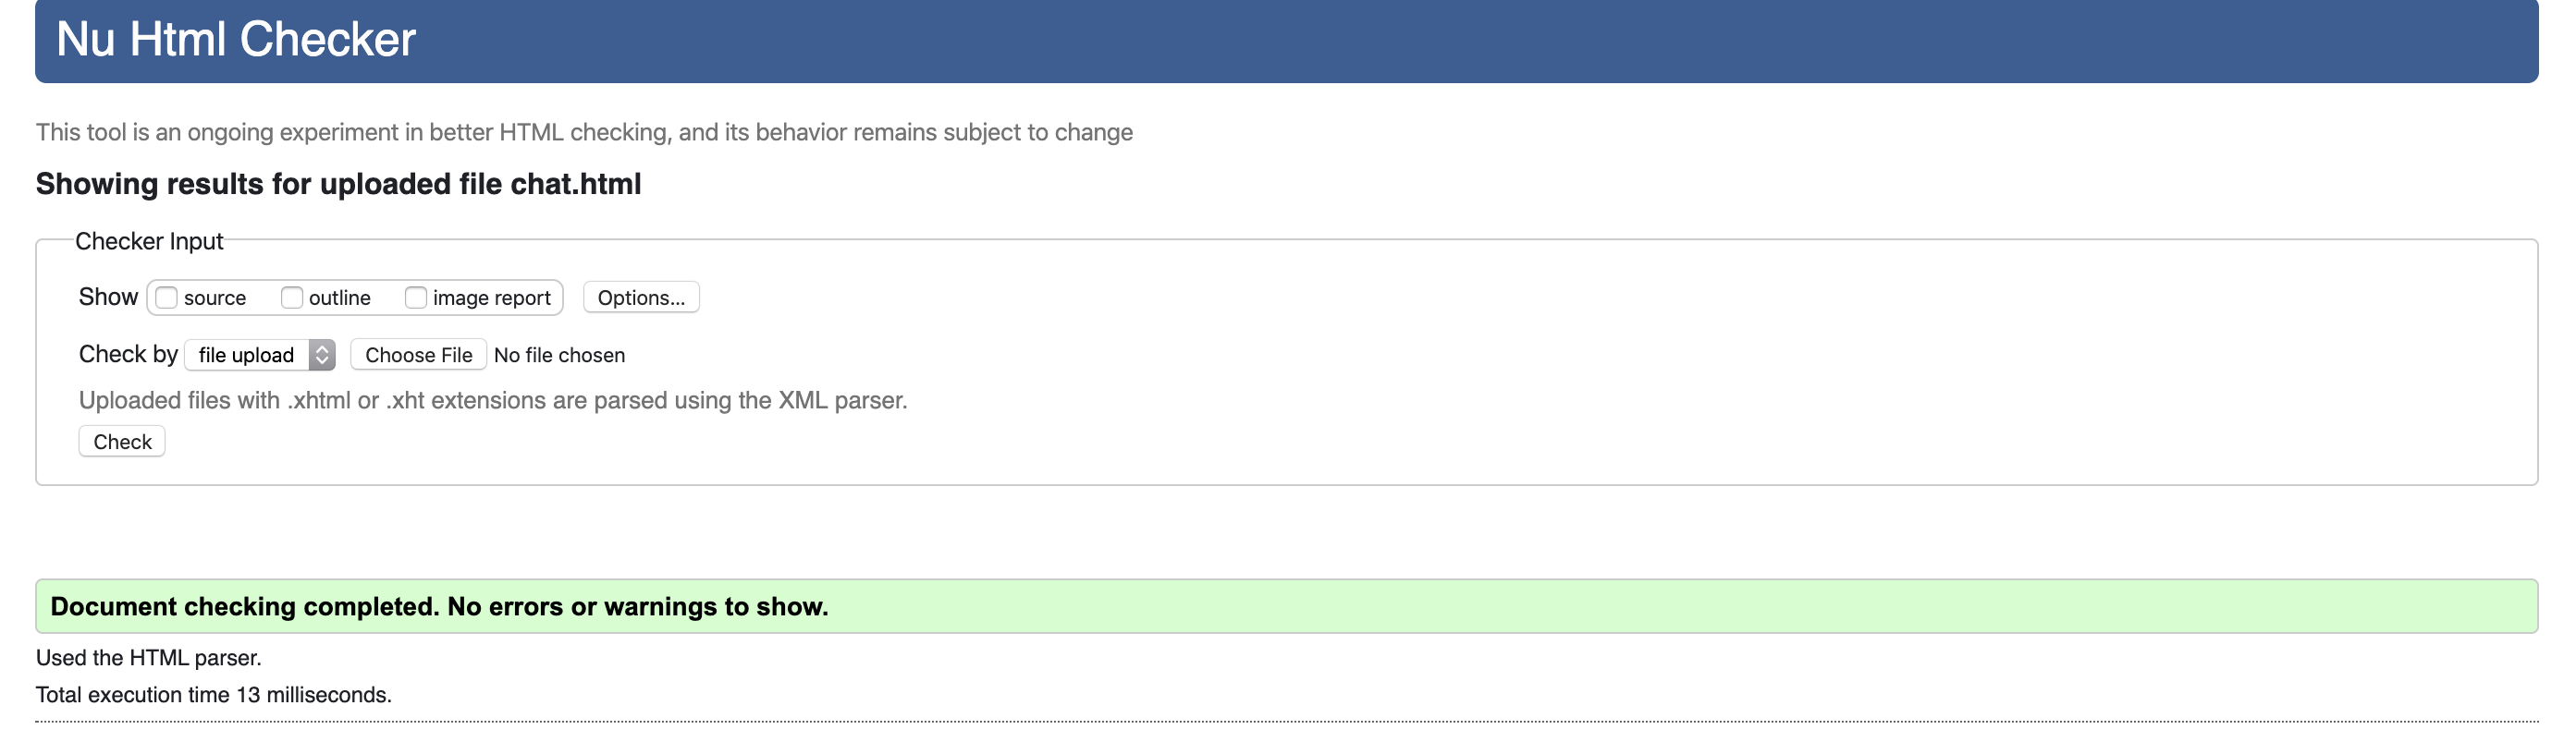 Nu Html Checker
This tool is an ongoing experiment in better HTML checking, and its behavior remains subject to change
Showing results for uploaded file chat.html
Checker Input
Show source outline image report Options...
Check by file upload Choose File No file chosen
Uploaded files with .xhtml or .xht extensions are parsed using the XML parser.
Check
Document checking completed. No errors or warnings to show.
Used the HTML parser.
Total execution time 13 milliseconds.